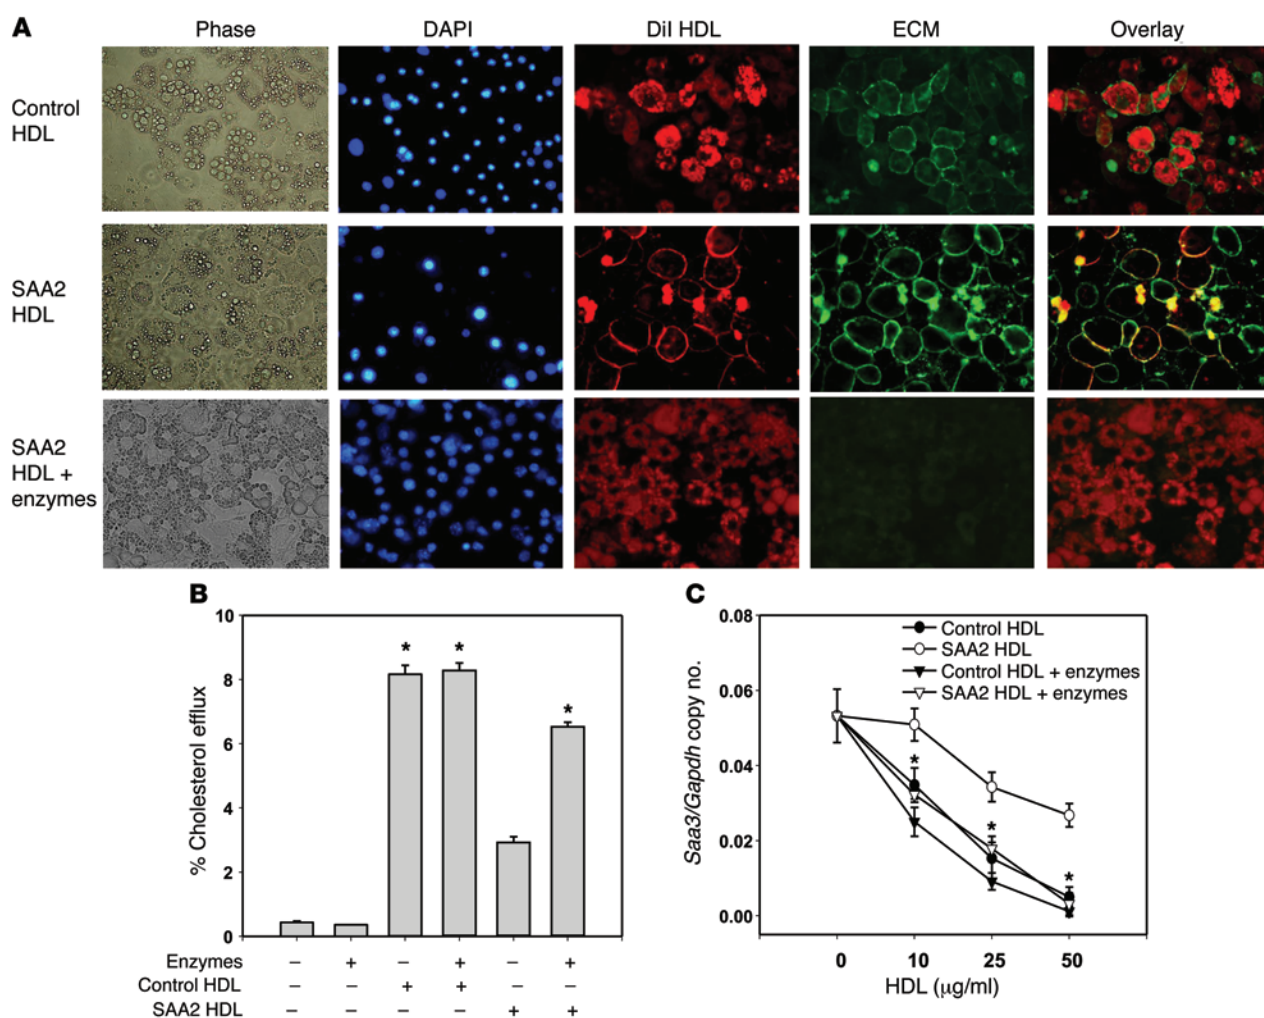 A
Phase DAPI Dil HDL ECM Overlay
Control
HDL
SAA2
HDL
SAA2
HDL +
enzymes
B
% Cholesterol efflux
10
8
6
4
2
0
* * *
Enzymes – + – + – +
Control HDL – – + + – –
SAA2 HDL – – – – + +
C
Saa3/Gapdh copy no.
0.08
0.06
0.04
0.02
0.00
Control HDL
SAA2 HDL
Control HDL + enzymes
SAA2 HDL + enzymes
*
*
*
0 10 25 50
HDL (μg/ml)